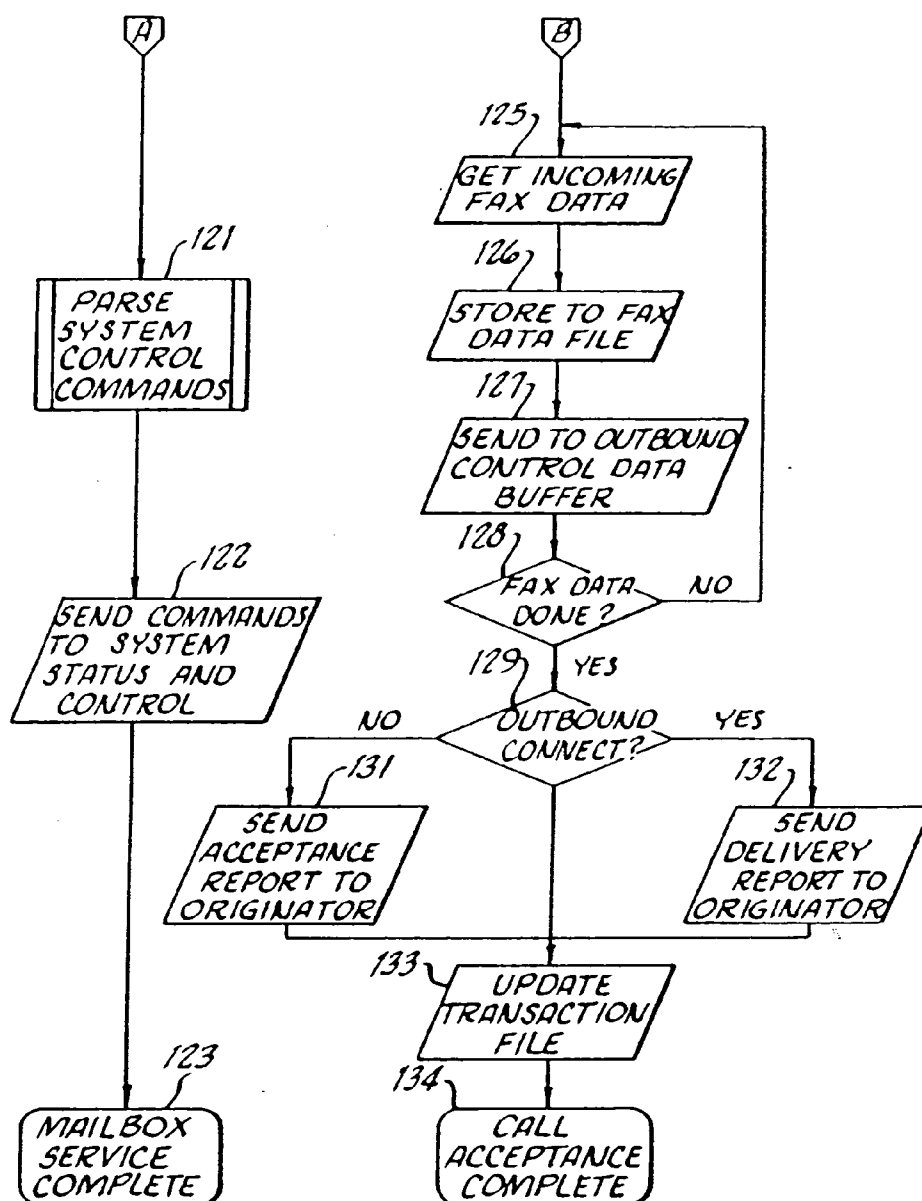 A
121
PARSE
SYSTEM
CONTROL
COMMANDS
122
SEND COMMANDS
TO SYSTEM
STATUS AND
CONTROL
123
MAILBOX
SERVICE
COMPLETE
B
125
GET INCOMING
FAX DATA
126
STORE TO FAX
DATA FILE
127
SEND TO OUTBOUND
CONTROL DATA
BUFFER
128
FAX DATA
DONE?
NO
YES
129
OUTBOUND
CONNECT?
NO
YES
131
SEND
ACCEPTANCE
REPORT TO
ORIGINATOR
132
SEND
DELIVERY
REPORT TO
ORIGINATOR
133
UPDATE
TRANSACTION
FILE
134
CALL
ACCEPTANCE
COMPLETE